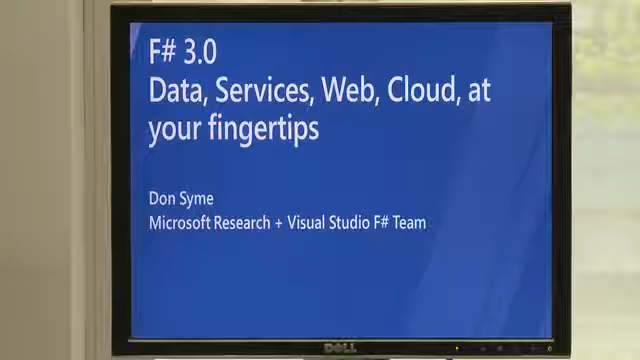 F# 3.0
Data, Services, Web, Cloud, at
your fingertips
Don Syme
Microsoft Research + Visual Studio F# Team
DELL